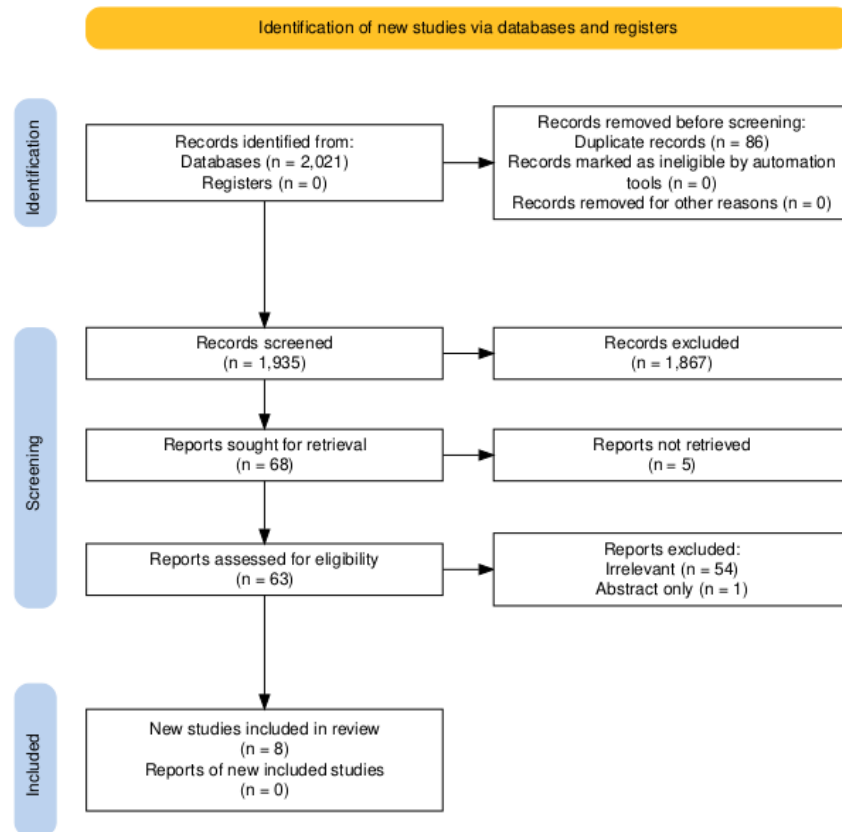 Identification of new studies via databases and registers
Identification
Records identified from:
Databases (n = 2,021)
Registers (n = 0)
Records removed before screening:
Duplicate records (n = 86)
Records marked as ineligible by automation
tools (n = 0)
Records removed for other reasons (n = 0)
Screening
Records screened
(n = 1,935)
Records excluded
(n = 1,867)
Reports sought for retrieval
(n = 68)
Reports not retrieved
(n = 5)
Reports assessed for eligibility
(n = 63)
Reports excluded:
Irrelevant (n = 54)
Abstract only (n = 1)
Included
New studies included in review
(n = 8)
Reports of new included studies
(n = 0)